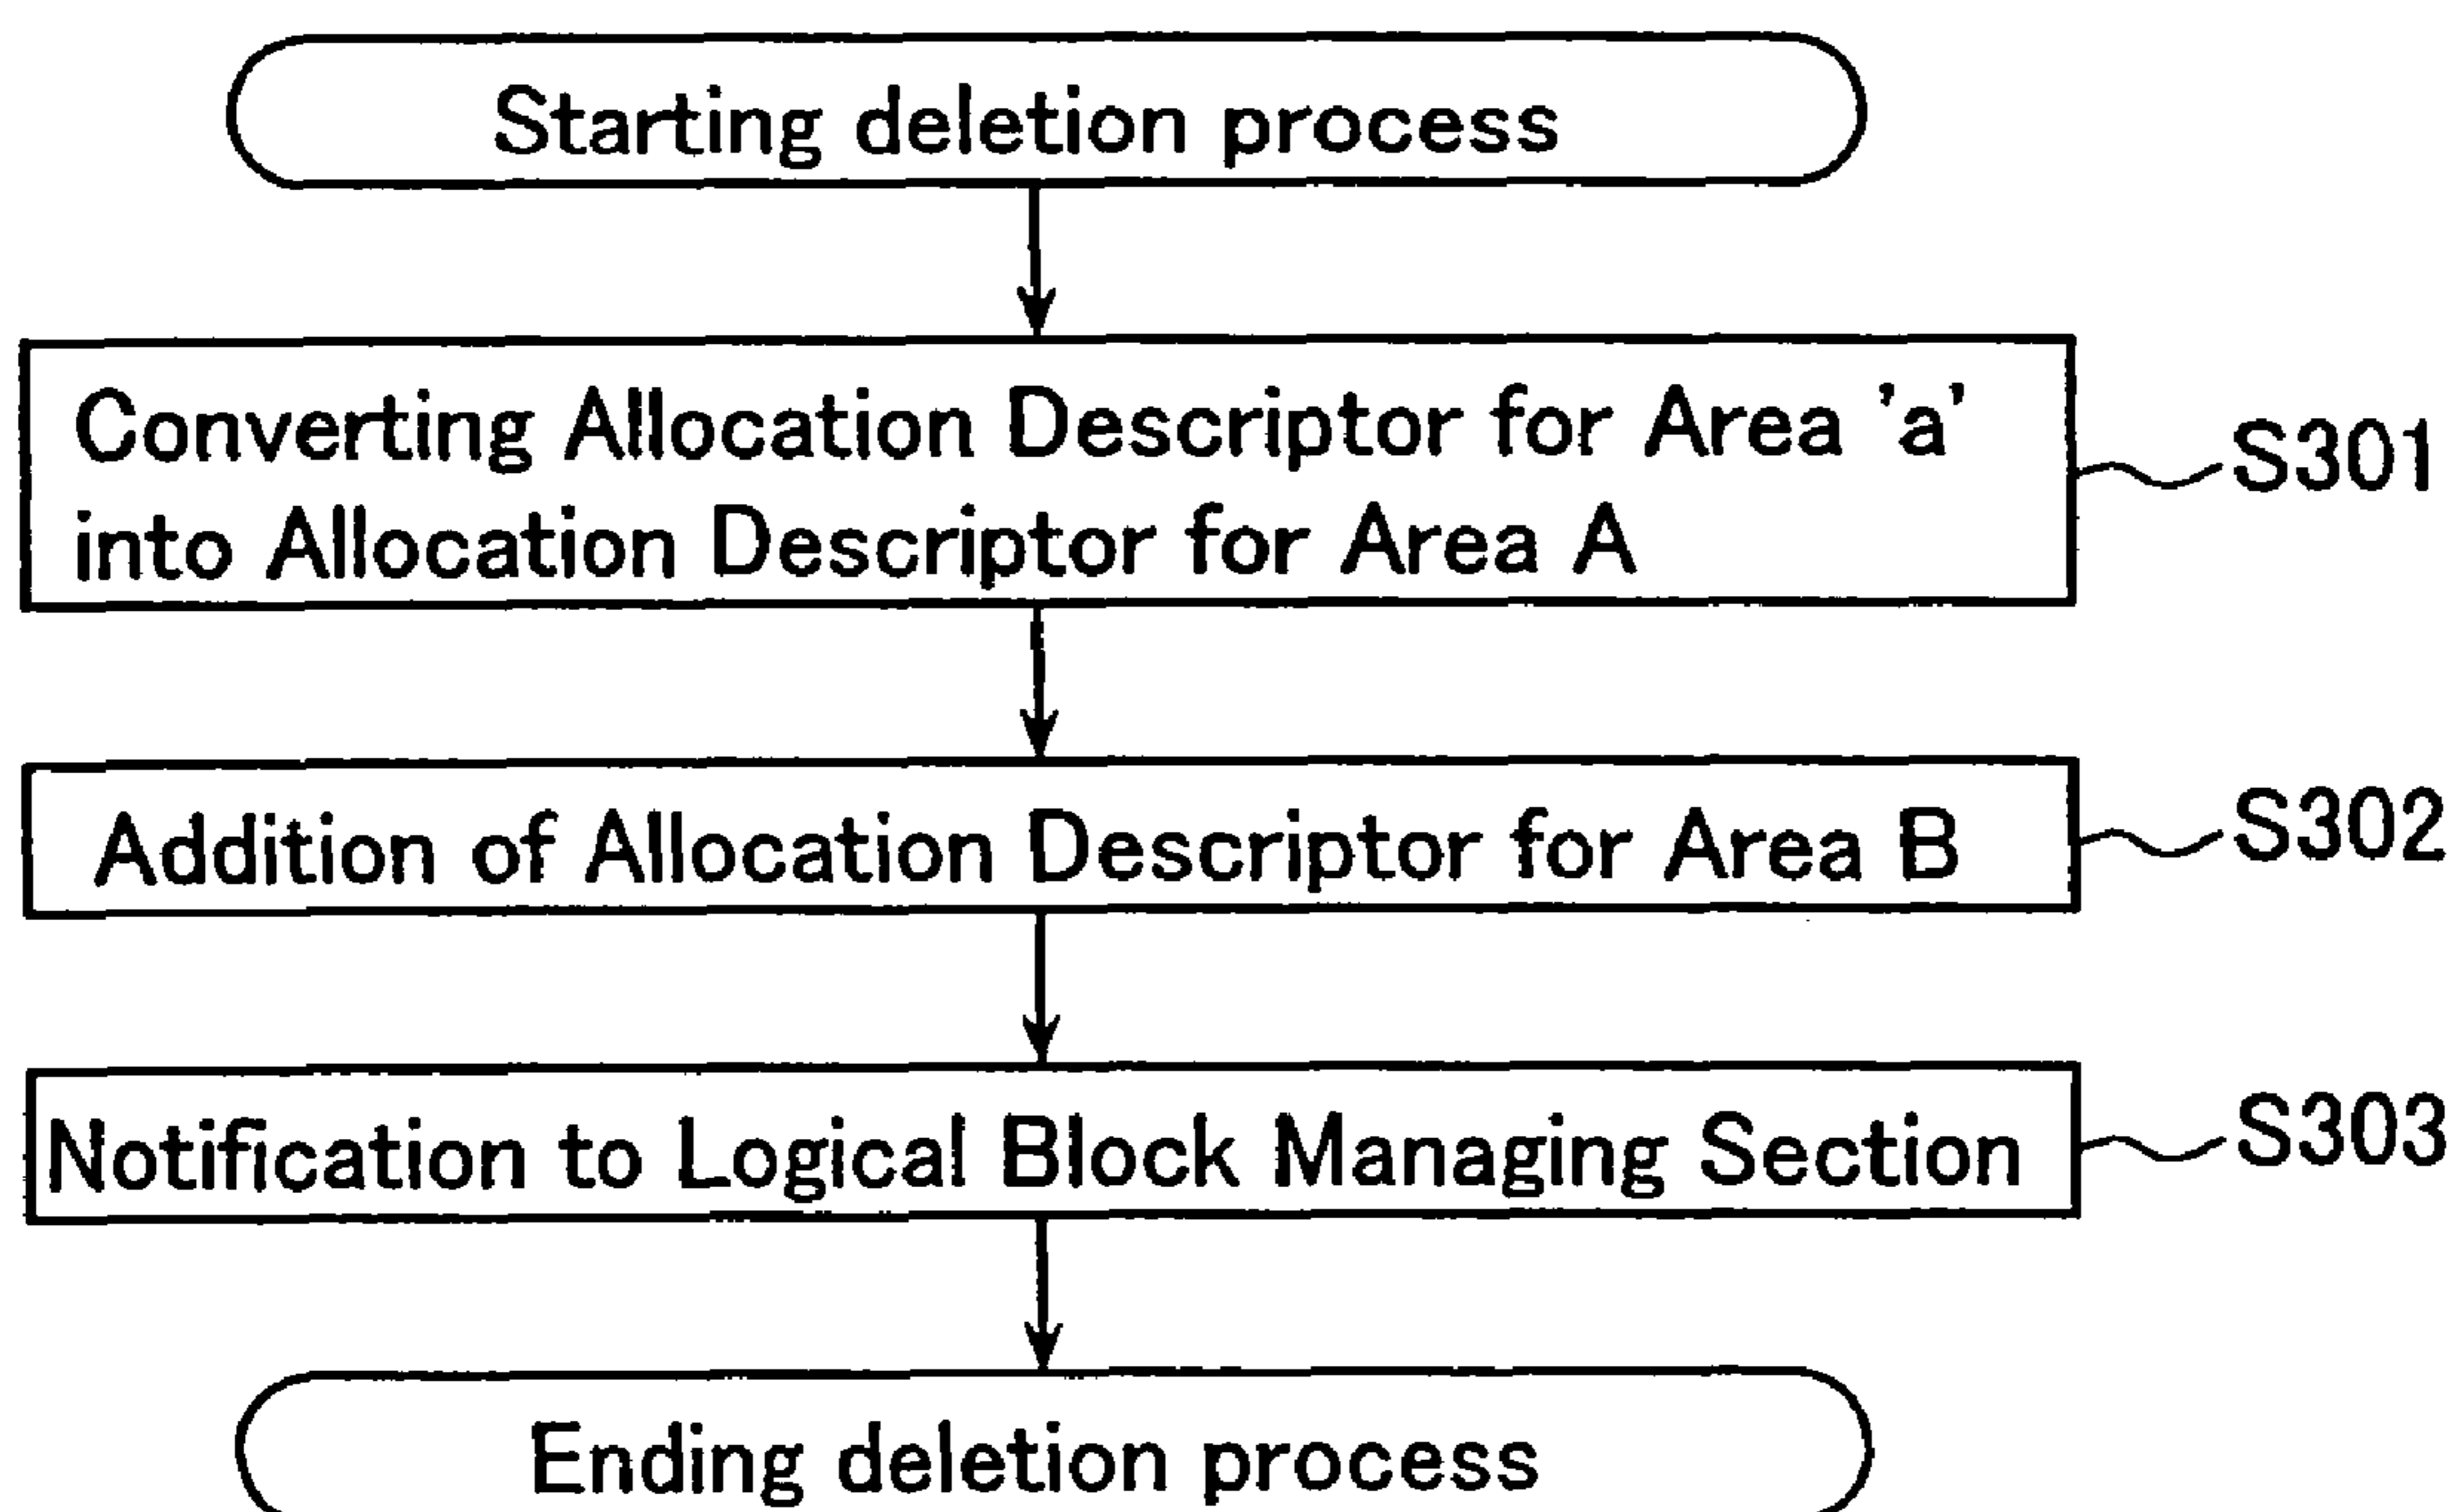 Starting deletion process
Converting Allocation Descriptor for Area 'a'
into Allocation Descriptor for Area A
S301
Addition of Allocation Descriptor for Area B
S302
Notification to Logical Block Managing Section
S303
Ending deletion process